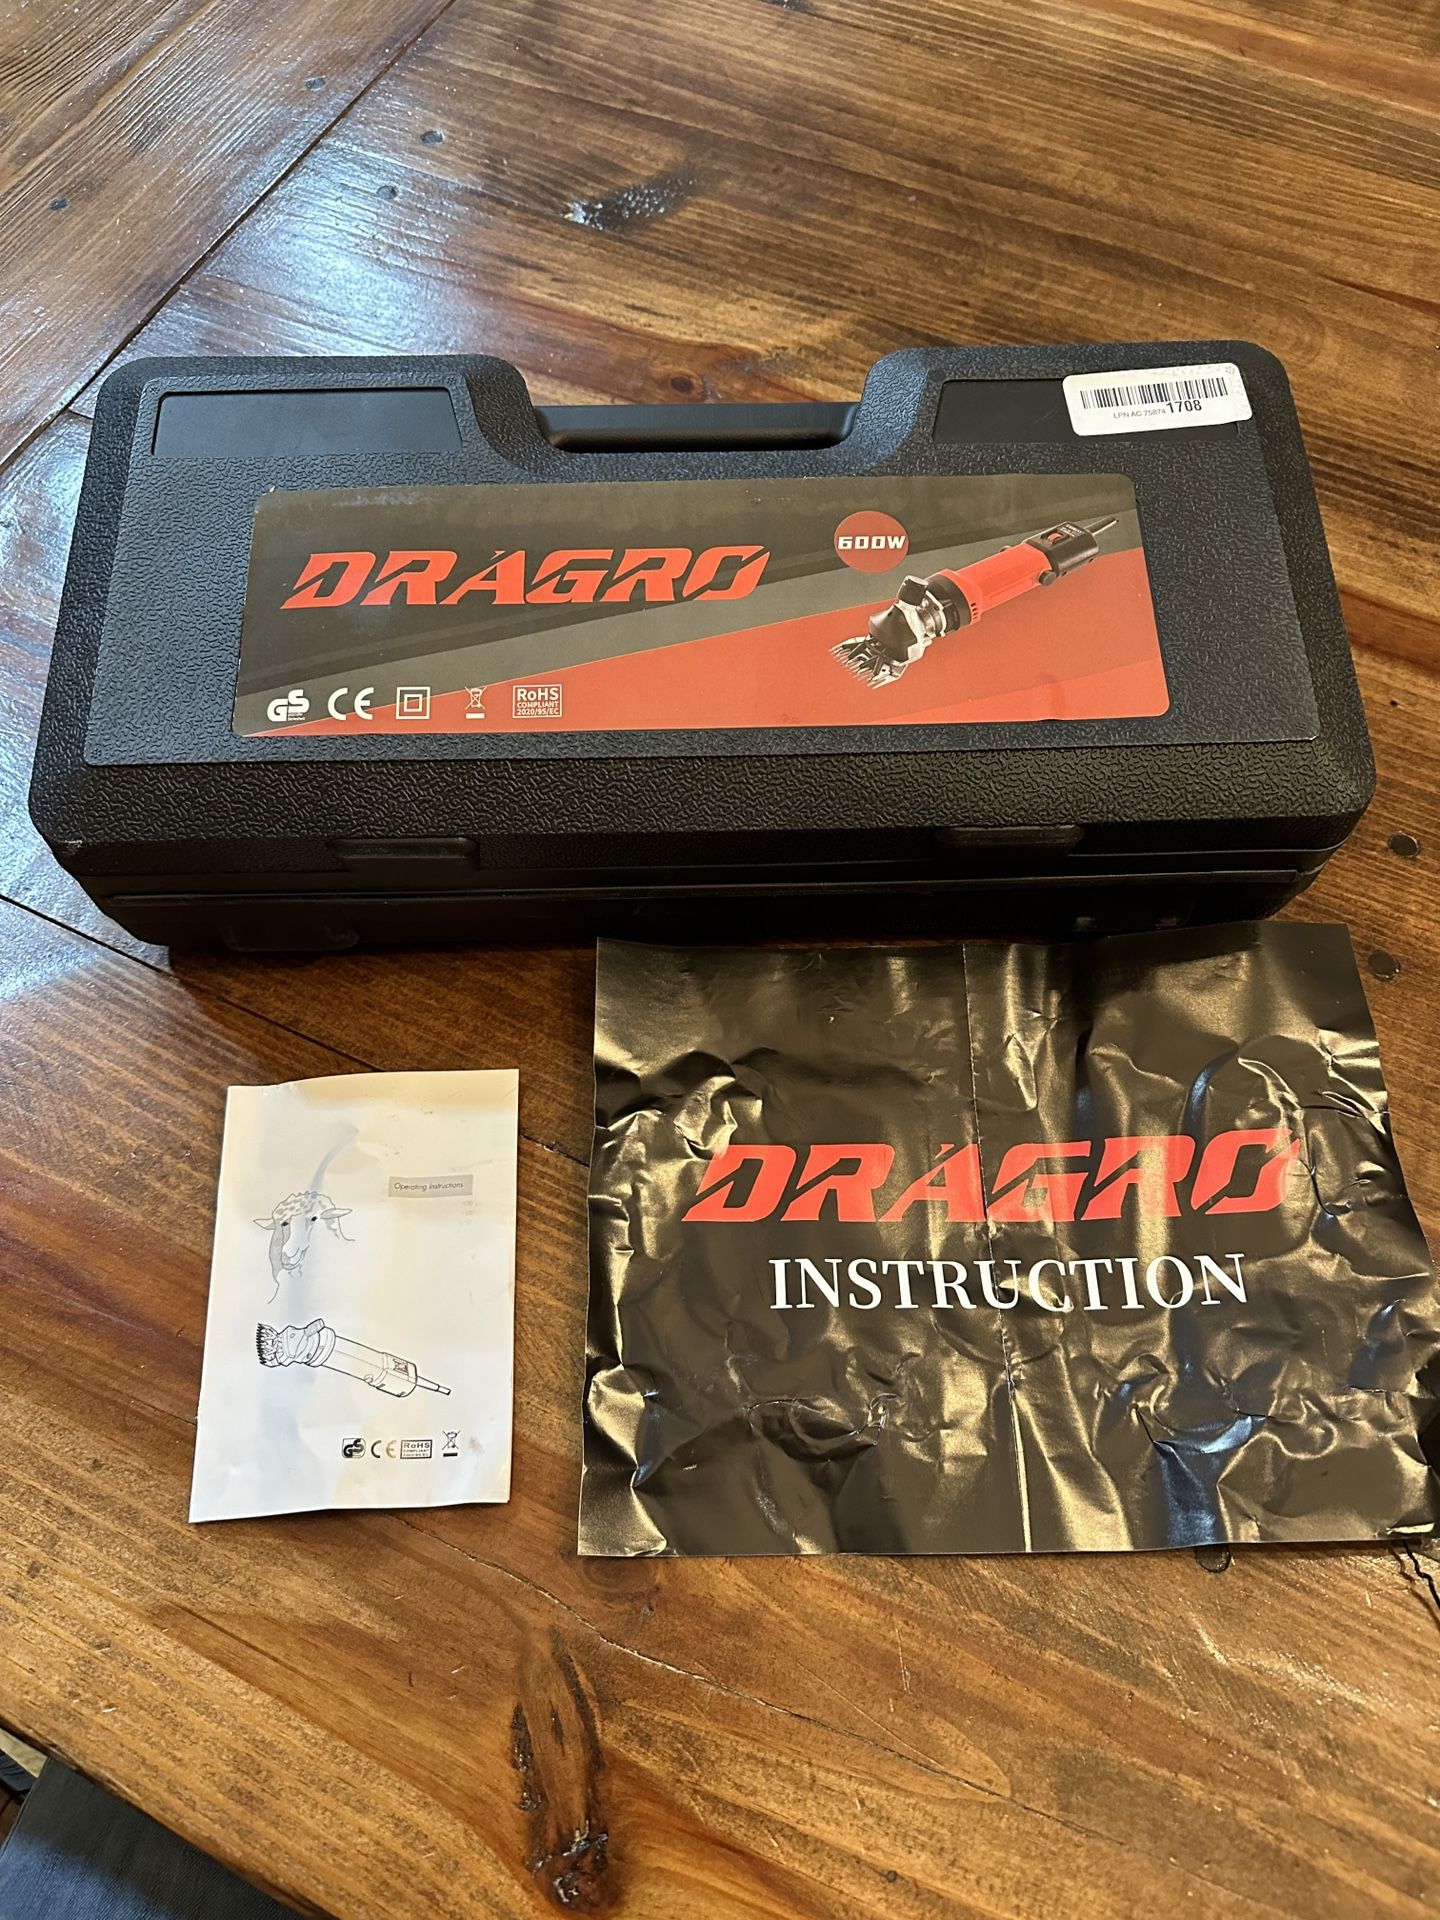 LPN AC 75874 1708
DRAGRO
600W
GS
CE
RoHS
COMPLIANT
2020/95/EC
Operating instructions
GS CE RoHS
DRAGRO
INSTRUCTION